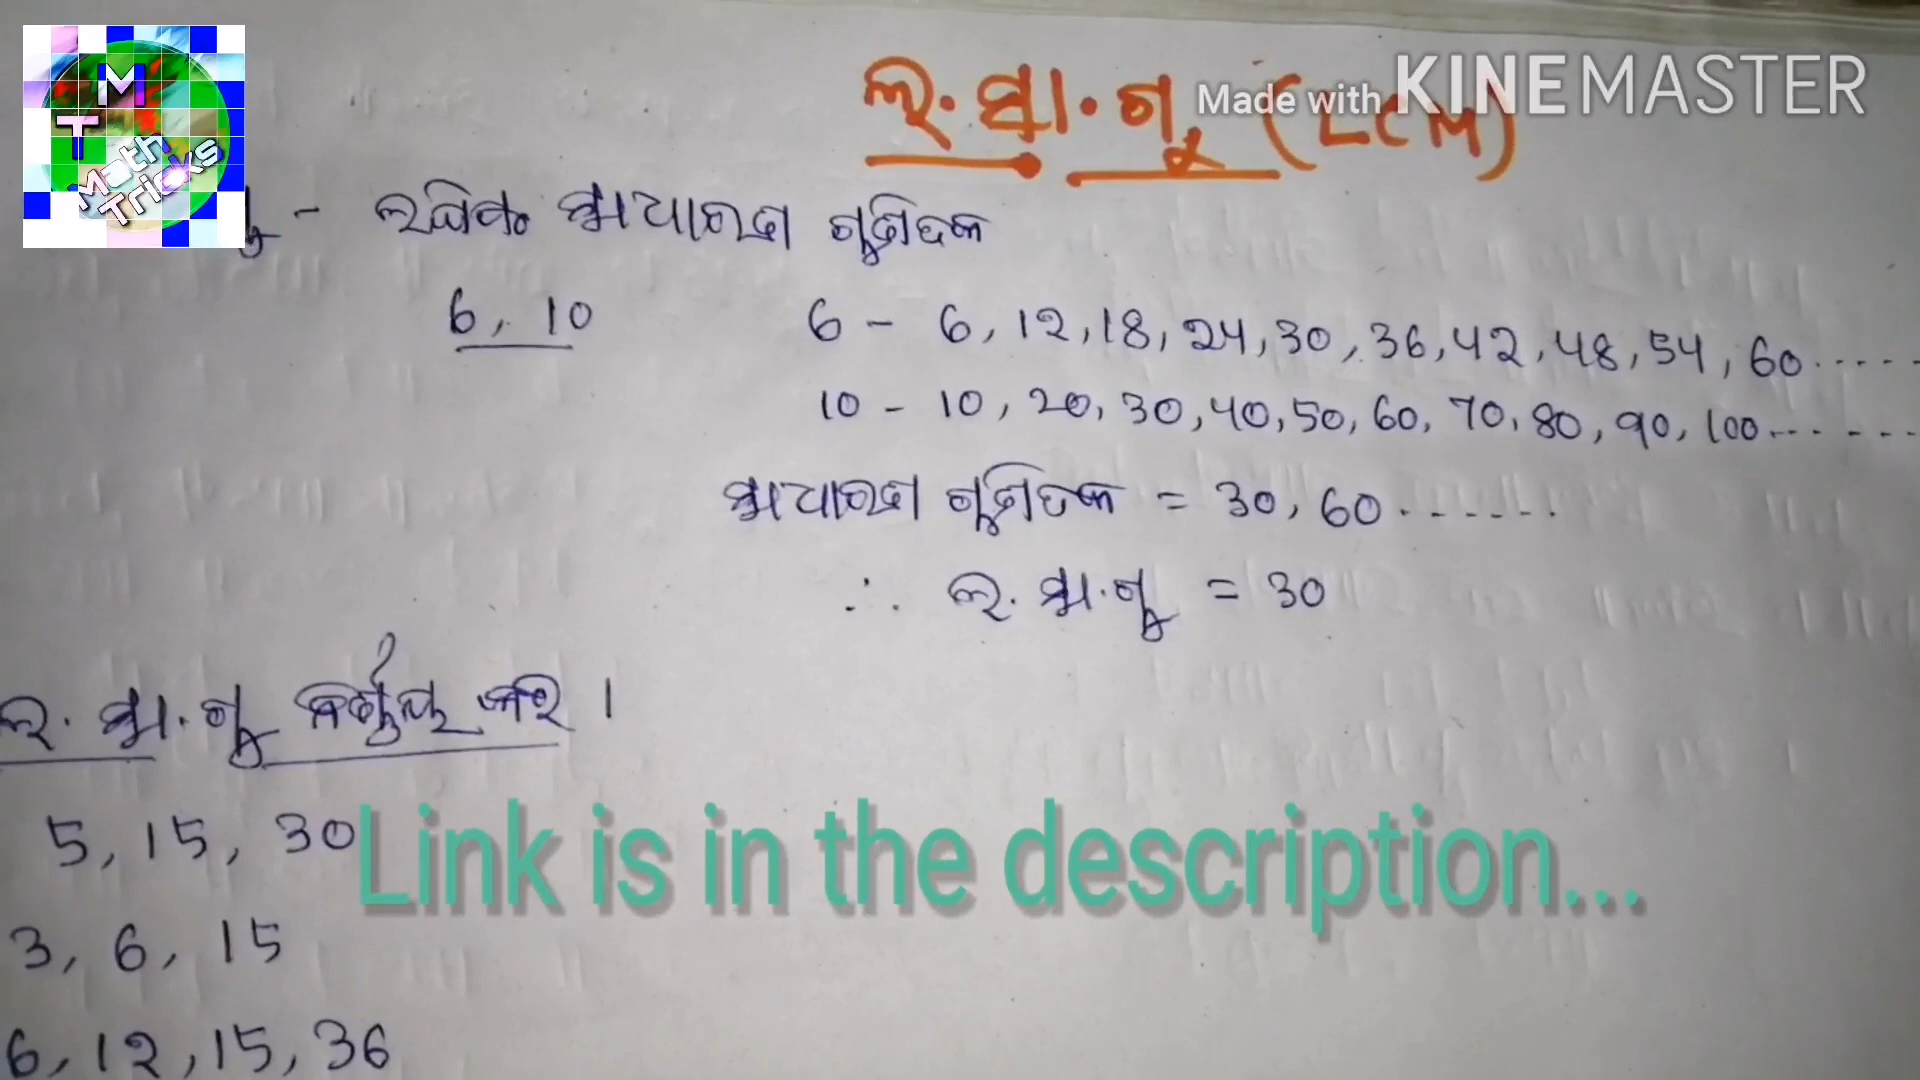 ଲ.ସା.ଗୁ (LCM)
Made with KINEMASTER
MTT
Math Tricks
- ଲଘିଷ୍ଠ ସାଧାରଣ ଗୁଣିତକ
6, 10
6 - 6, 12, 18, 24, 30, 36, 42, 48, 54, 60.....
10 - 10, 20, 30, 40, 50, 60, 70, 80, 90, 100......
ସାଧାରଣ ଗୁଣିତକ = 30, 60.......
∴ ଲ.ସା.ଗୁ = 30
ଲ.ସା.ଗୁ ନିର୍ଣ୍ଣୟ କର ।
5, 15, 30
Link is in the description...
3, 6, 15
6, 12, 15, 36